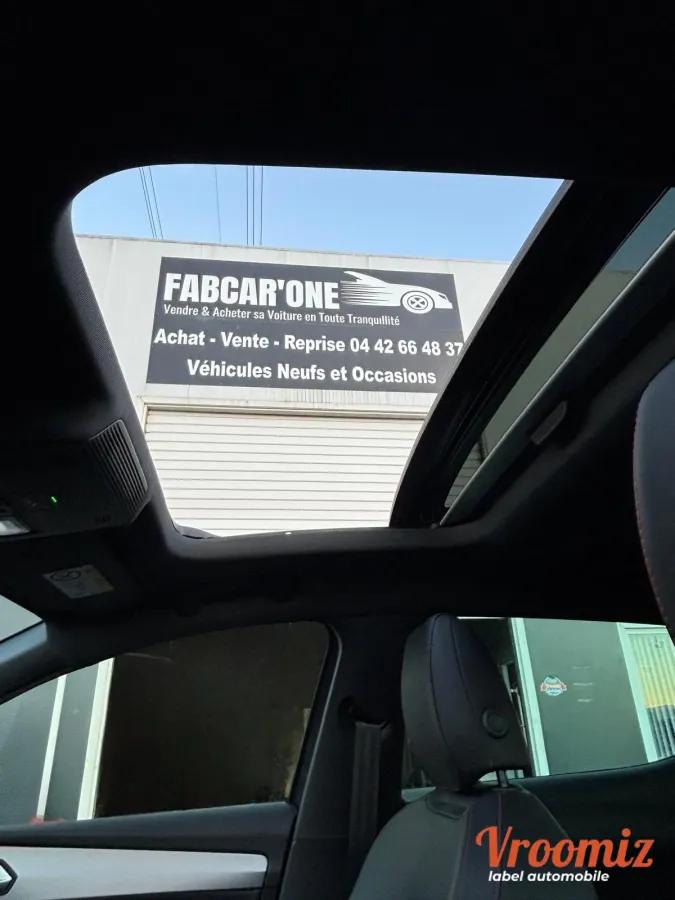 FABCAR'ONE
Vendre & Acheter sa Voiture en Toute Tranquillité
Achat - Vente - Reprise 04 42 66 48 37
Véhicules Neufs et Occasions
Vroomiz
label automobile